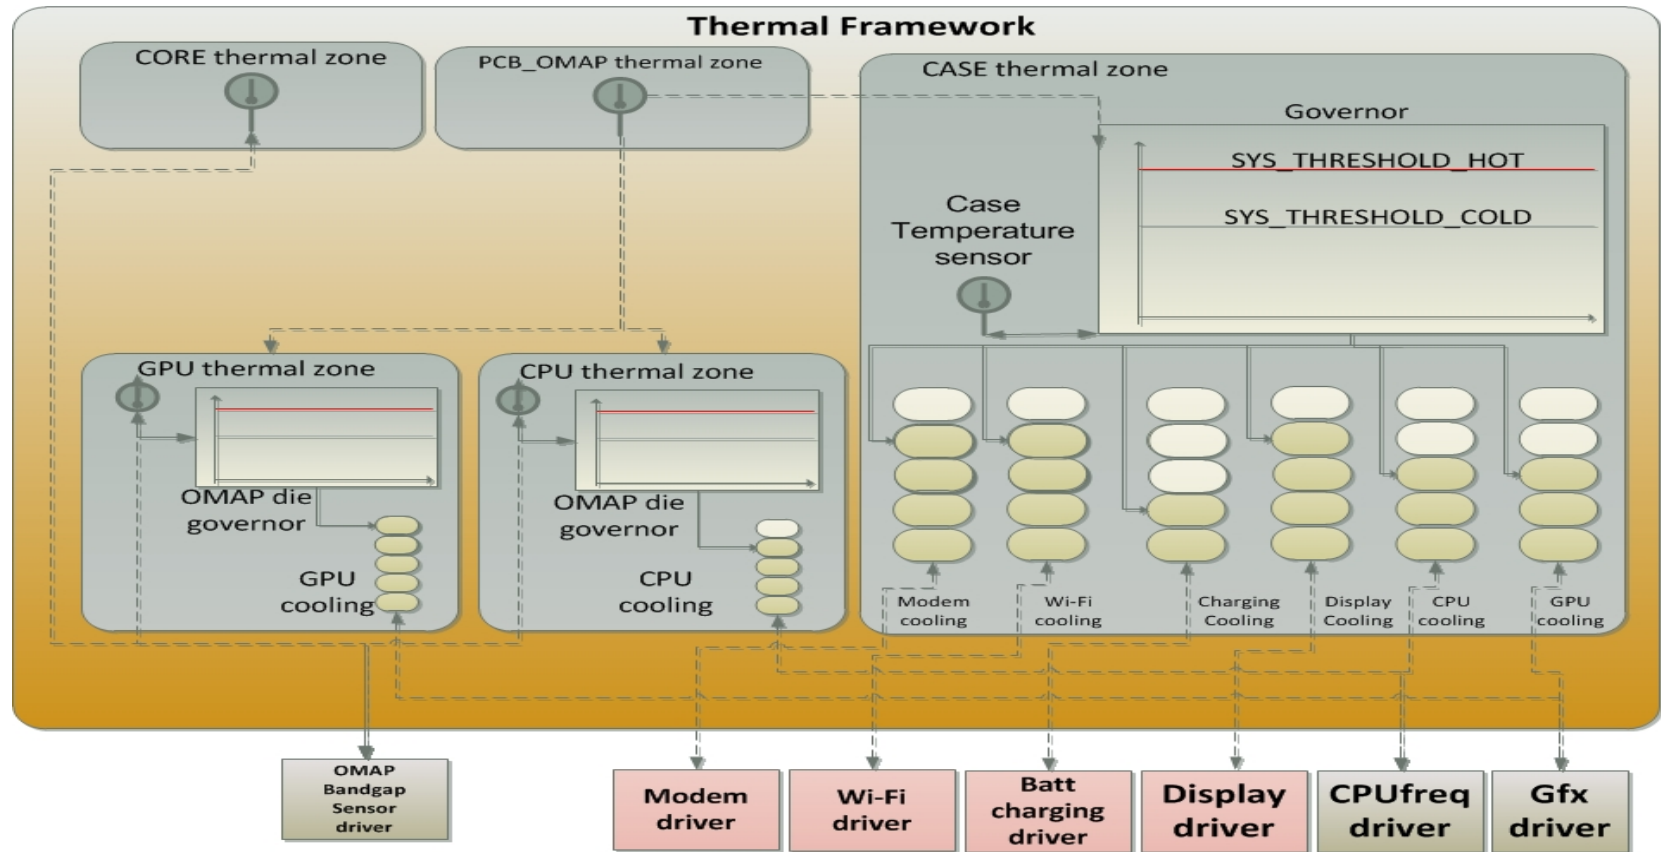 Thermal Framework
CORE thermal zone
PCB_OMAP thermal zone
CASE thermal zone
Governor
SYS_THRESHOLD_HOT
SYS_THRESHOLD_COLD
Case
Temperature
sensor
GPU thermal zone
OMAP die
governor
GPU
cooling
CPU thermal zone
OMAP die
governor
CPU
cooling
Modem
cooling
Wi-Fi
cooling
Charging
Cooling
Display
Cooling
CPU
cooling
GPU
cooling
OMAP
Bandgap
Sensor
driver
Modem
driver
Wi-Fi
driver
Batt
charging
driver
Display
driver
CPUfreq
driver
Gfx
driver